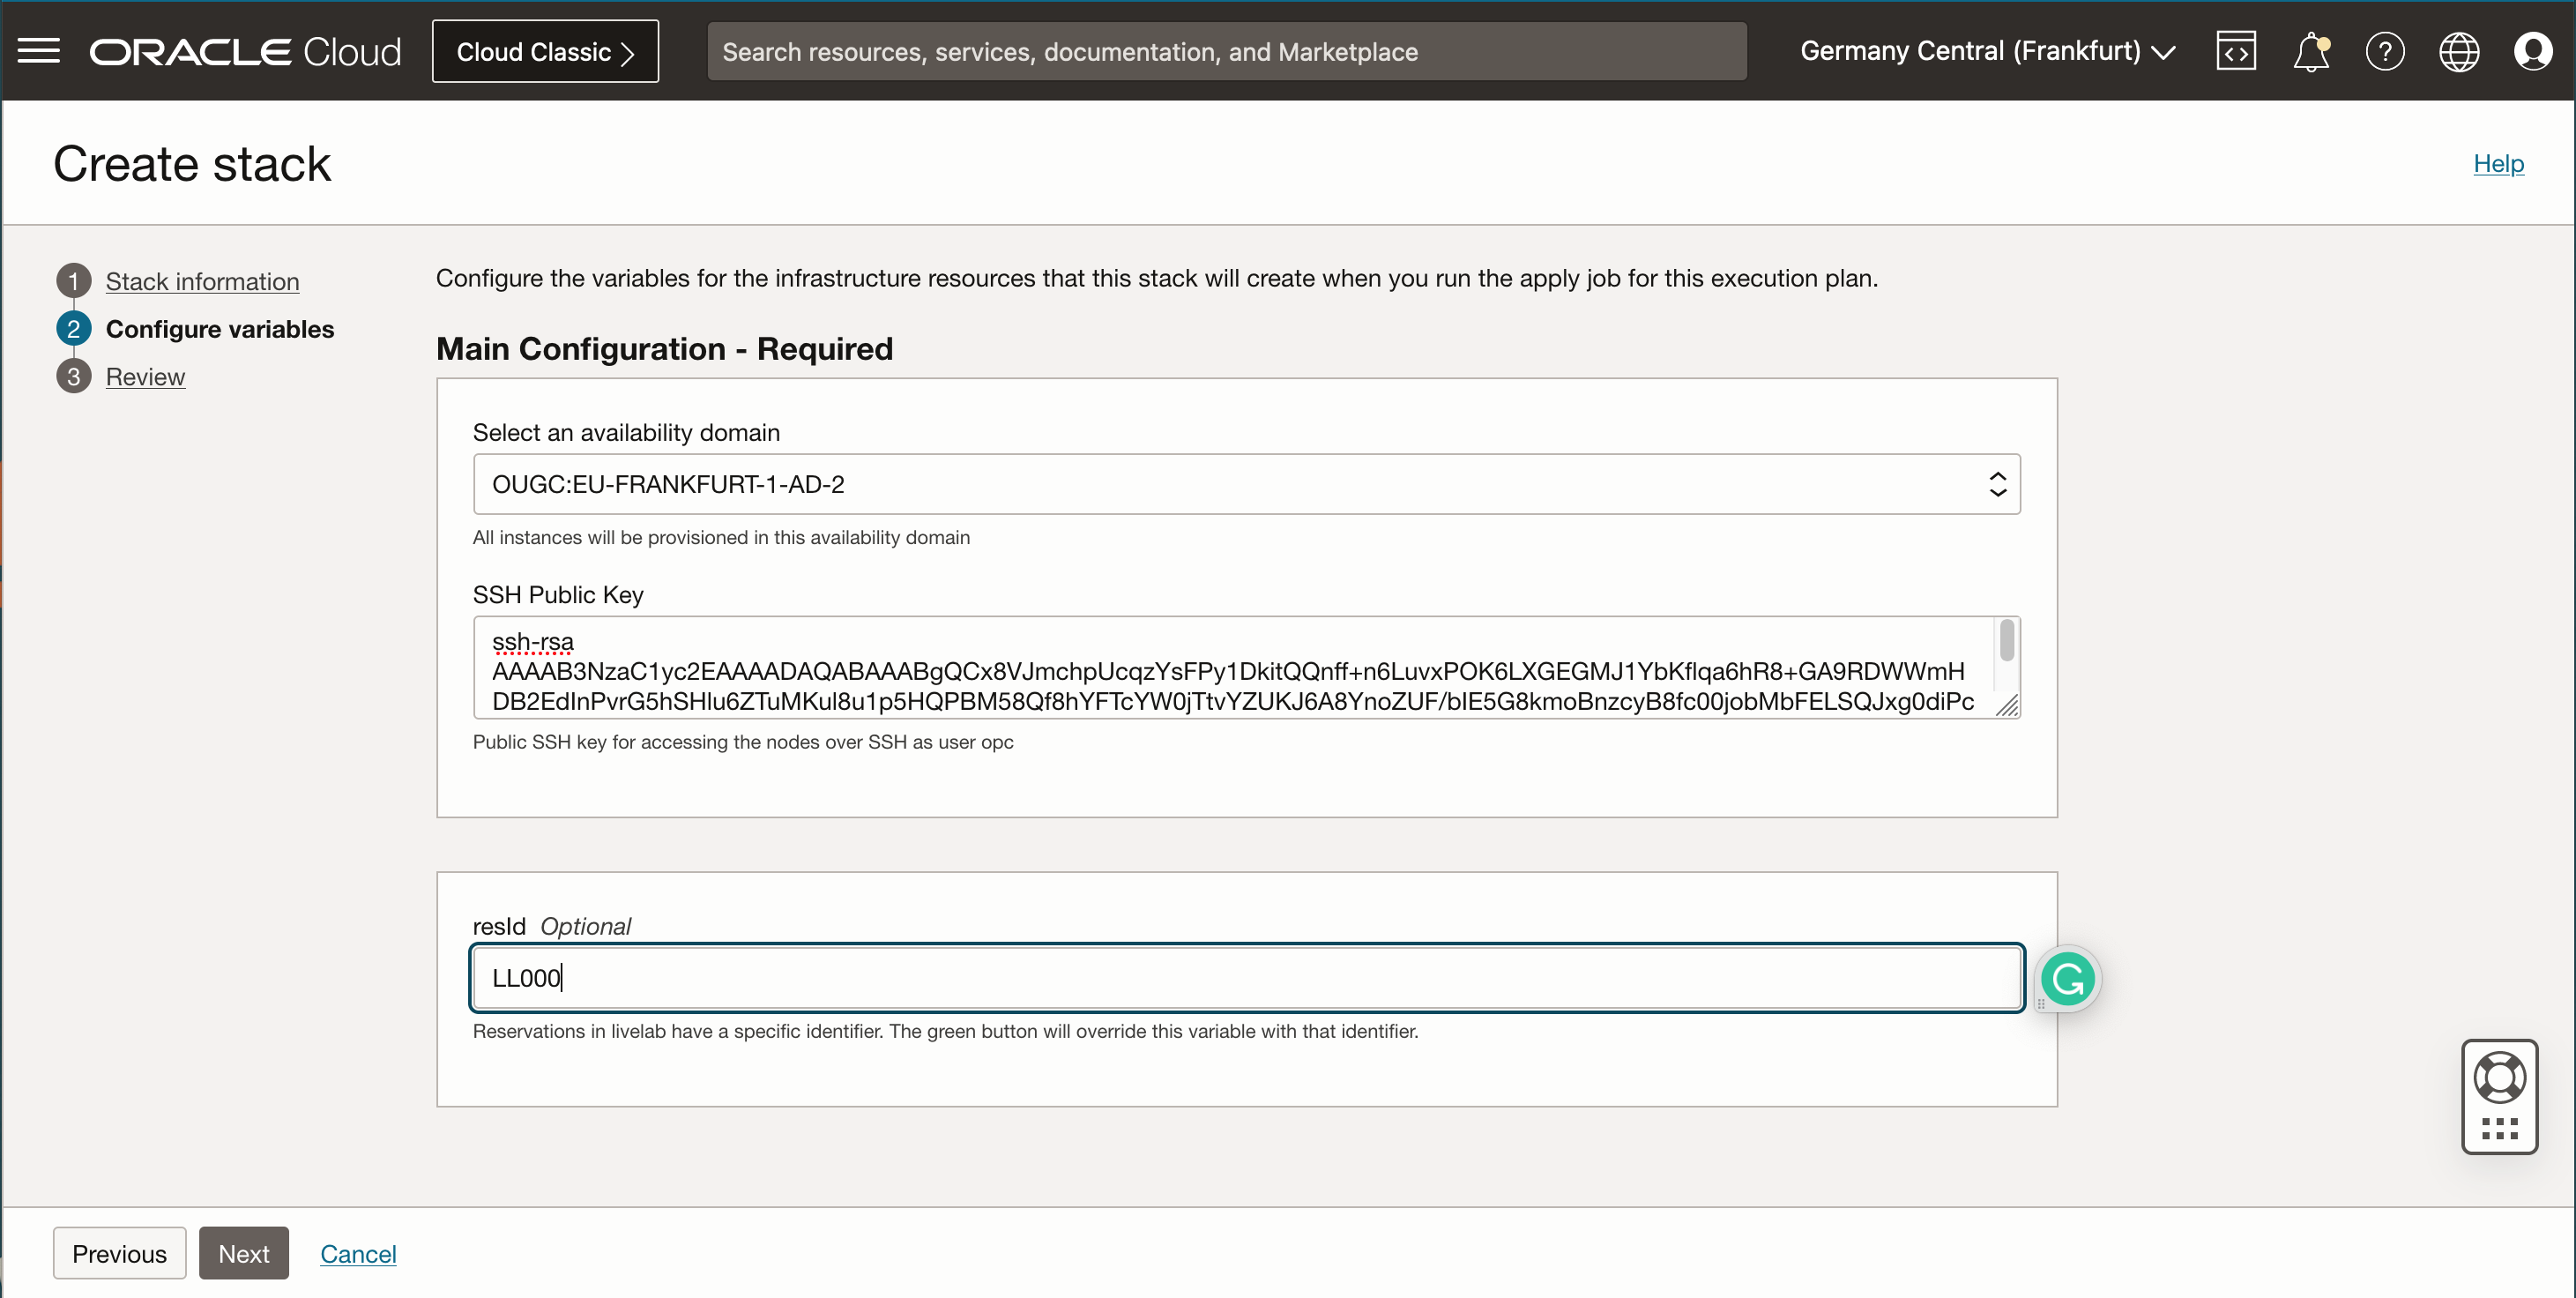 ORACLE Cloud
Cloud Classic
Search resources, services, documentation, and Marketplace
Germany Central (Frankfurt)
Create stack
Help
1 Stack information
2 Configure variables
3 Review
Configure the variables for the infrastructure resources that this stack will create when you run the apply job for this execution plan.
Main Configuration - Required
Select an availability domain
OUGC:EU-FRANKFURT-1-AD-2
All instances will be provisioned in this availability domain
SSH Public Key
ssh-rsa
AAAAB3NzaC1yc2EAAAADAQABAAABgQCx8VJmchpUcqzYsFPy1DkitQQnff+n6LuvxPOK6LXGEGMJ1YbKflqa6hR8+GA9RDWWmH
DB2EdInPvrG5hSHlu6ZTuMKul8u1p5HQPBM58Qf8hYFTcYW0jTtvYZUKJ6A8YnoZUF/bIE5G8kmoBnzcyB8fc00jobMbFELSQJxg0diPc
Public SSH key for accessing the nodes over SSH as user opc
resId Optional
LL000
Reservations in livelab have a specific identifier. The green button will override this variable with that identifier.
Previous
Next
Cancel